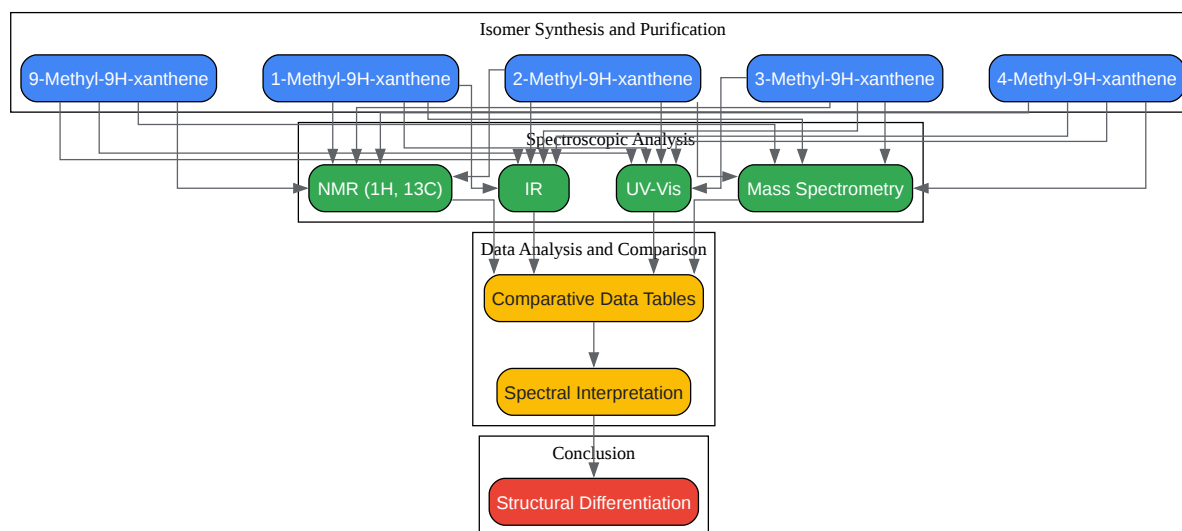 Isomer Synthesis and Purification
9-Methyl-9H-xanthene
1-Methyl-9H-xanthene
2-Methyl-9H-xanthene
3-Methyl-9H-xanthene
4-Methyl-9H-xanthene
Spectroscopic Analysis
NMR (1H, 13C)
IR
UV-Vis
Mass Spectrometry
Data Analysis and Comparison
Comparative Data Tables
Spectral Interpretation
Conclusion
Structural Differentiation